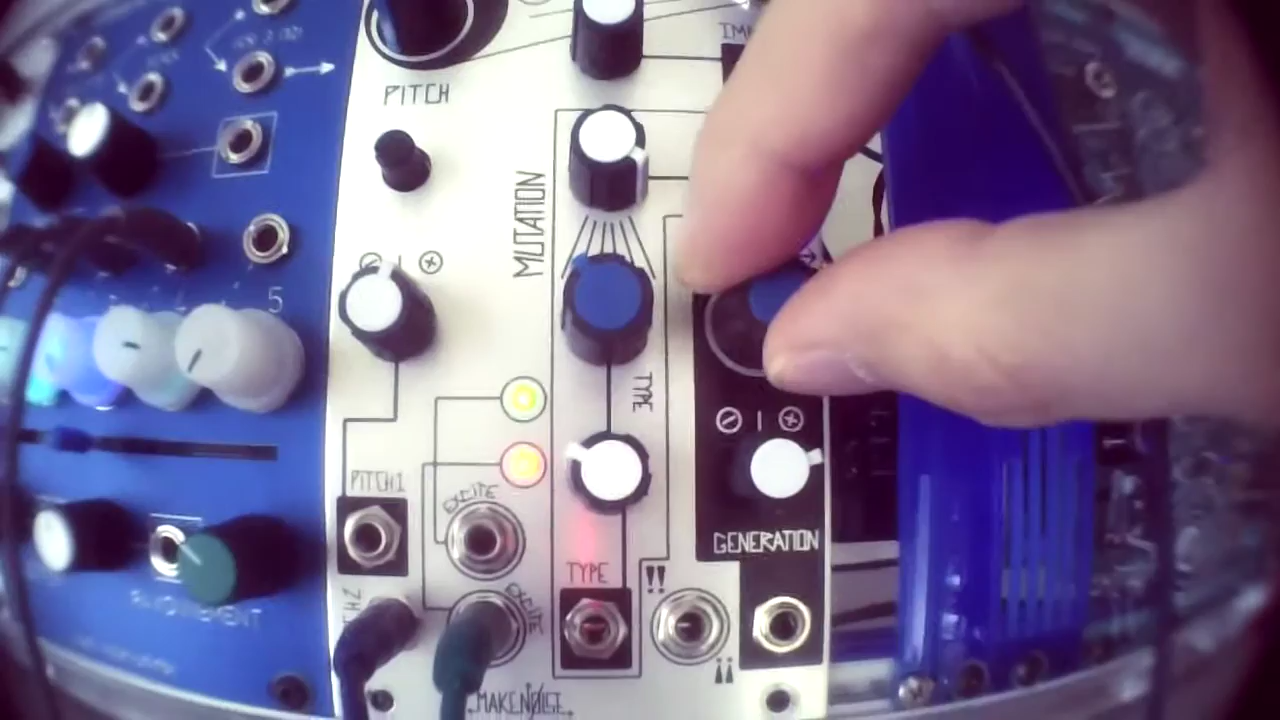 PITCH
MUTATION
5
TYPE
PITCH1
EXCITE
GENERATION
TYPE
!!
EXCITE
MAKENOISE